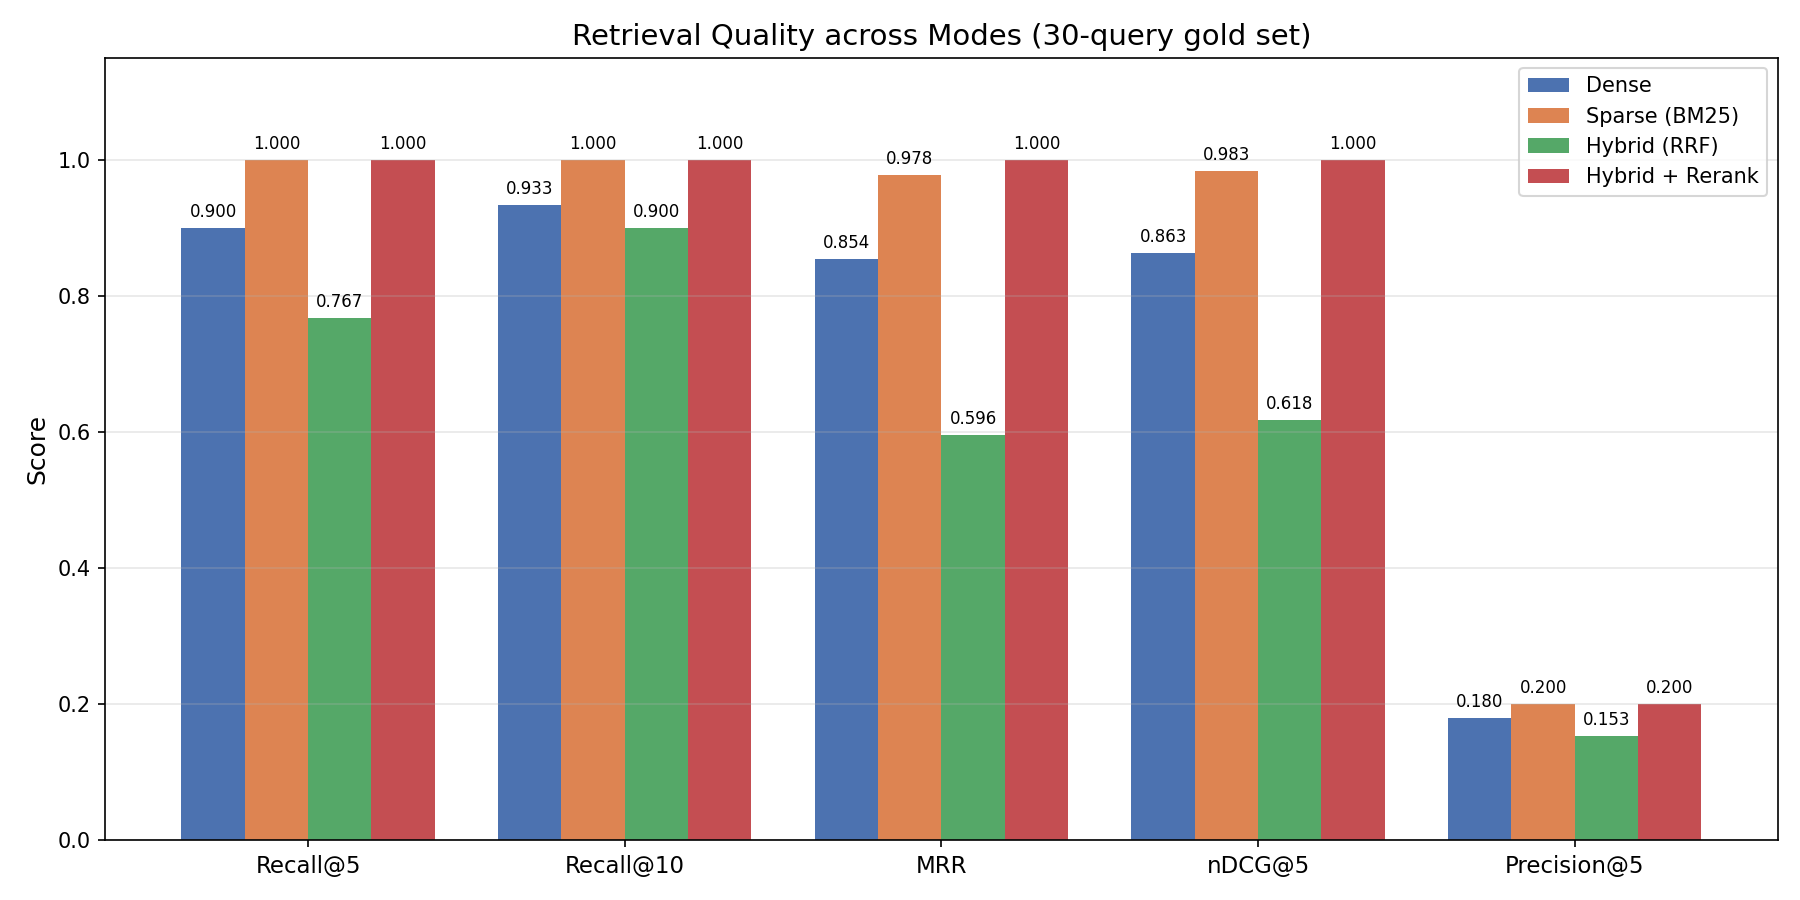 Retrieval Quality across Modes (30-query gold set)
Dense
Sparse (BM25)
Hybrid (RRF)
Hybrid + Rerank
Score
1.0
0.8
0.6
0.4
0.2
0.0
0.900
1.000
0.767
1.000
0.933
1.000
0.900
1.000
0.854
0.978
0.596
1.000
0.863
0.983
0.618
1.000
0.180
0.200
0.153
0.200
Recall@5
Recall@10
MRR
nDCG@5
Precision@5